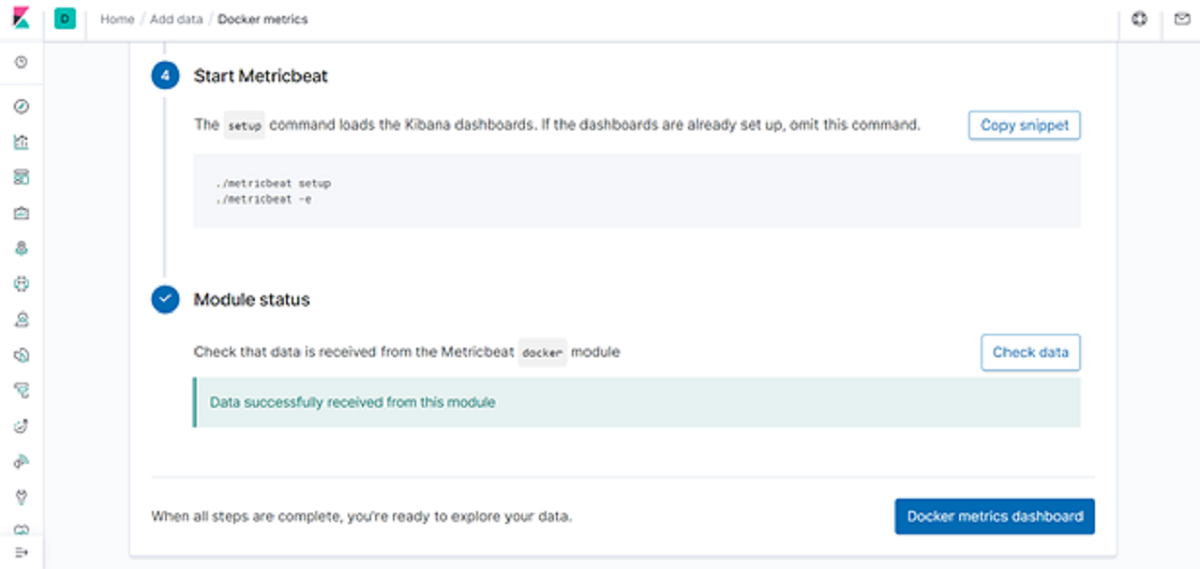 D Home / Add data / Docker metrics
4 Start Metricbeat
The setup command loads the Kibana dashboards. If the dashboards are already set up, omit this command. Copy snippet
./metricbeat setup
./metricbeat -e
Module status
Check that data is received from the Metricbeat docker module Check data
Data successfully received from this module
When all steps are complete, you're ready to explore your data. Docker metrics dashboard